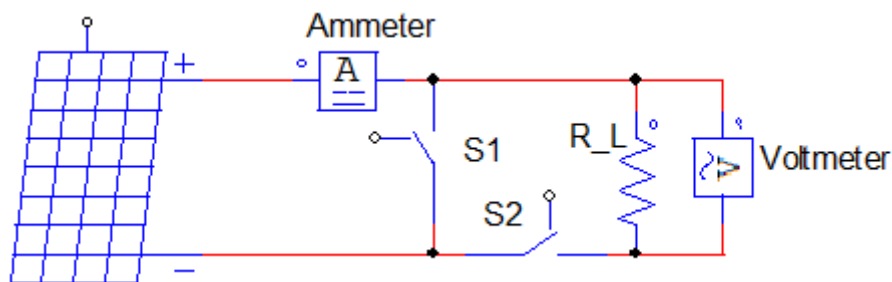 Ammeter
+
A
S1
R_L
V
Voltmeter
S2
−